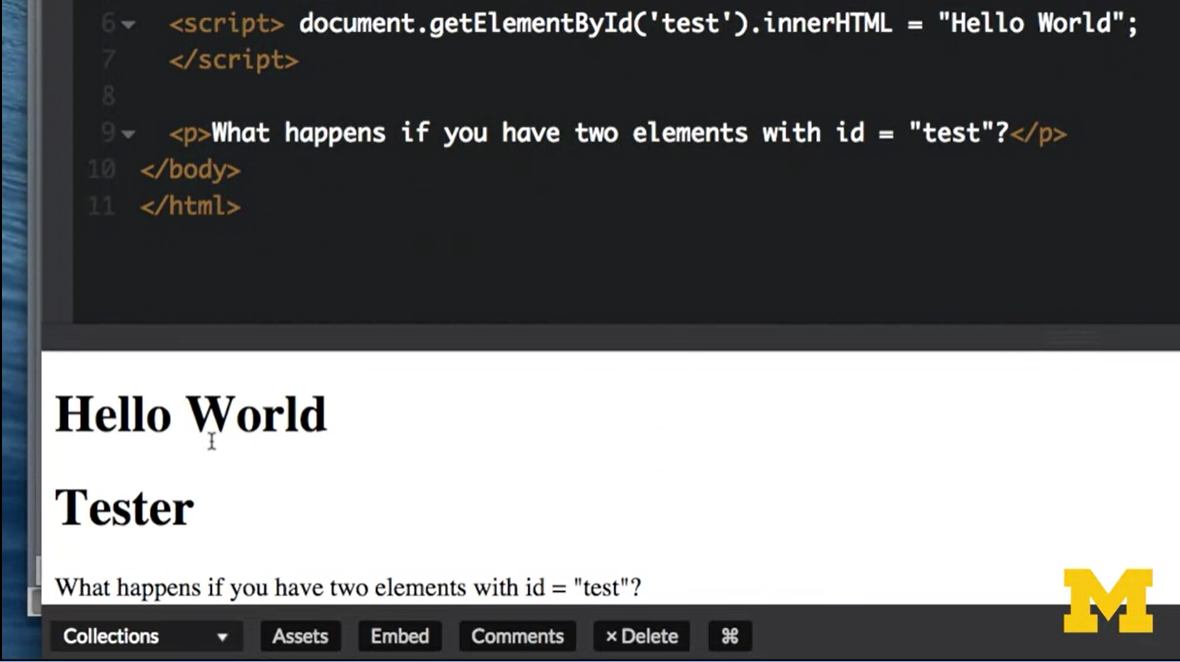 6 <script> document.getElementById('test').innerHTML = "Hello World";
7 </script>
8
9 <p>What happens if you have two elements with id = "test"?</p>
10 </body>
11 </html>
Hello World
Tester
What happens if you have two elements with id = "test"?
Collections Assets Embed Comments × Delete ⌘
M